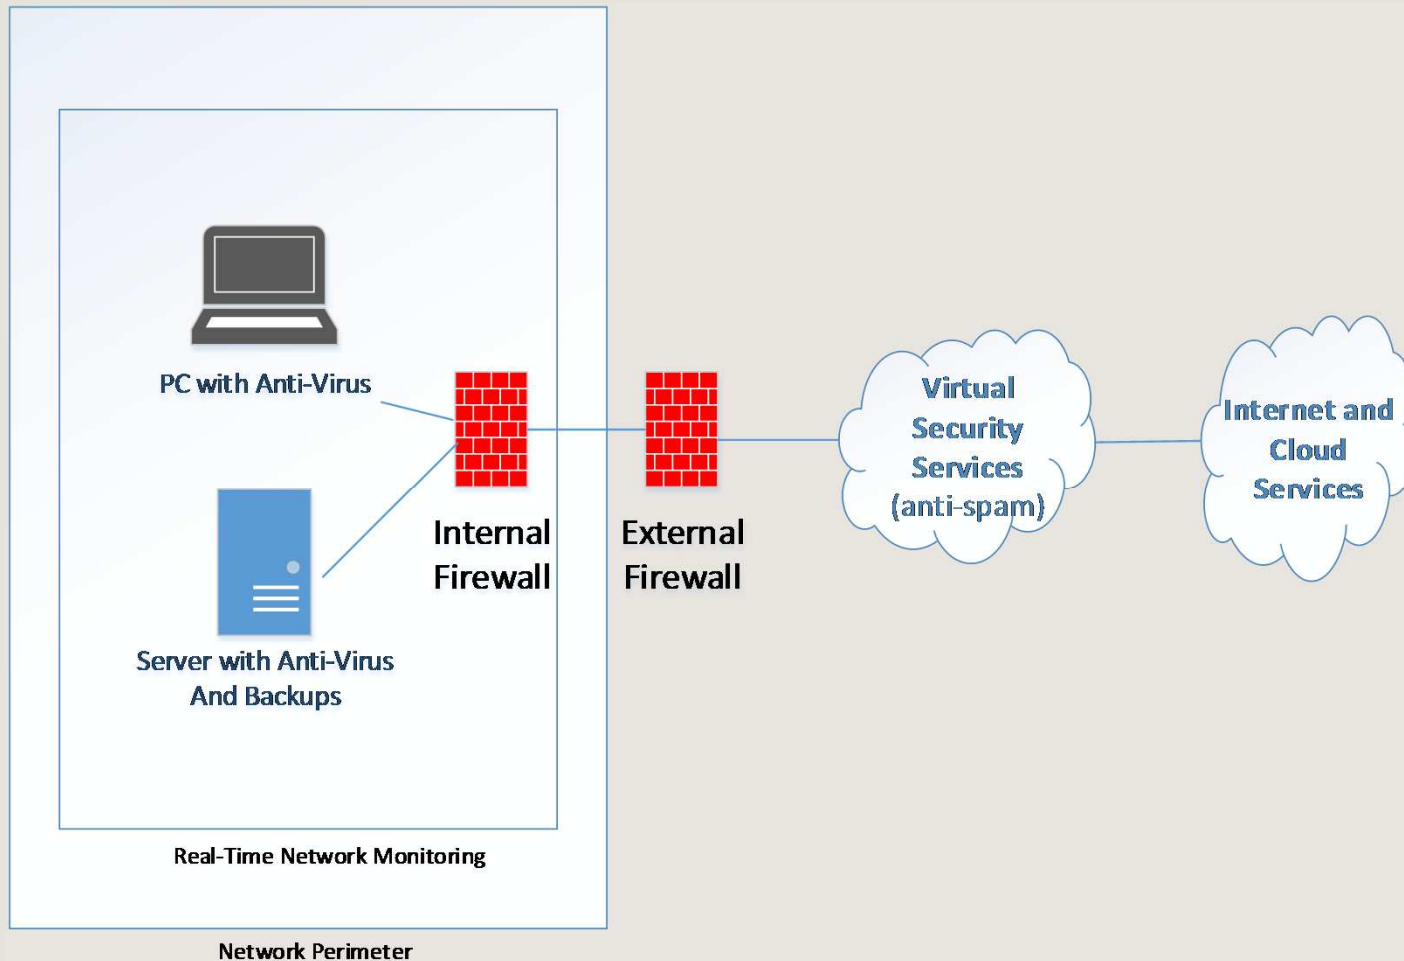 PC with Anti-Virus
Server with Anti-Virus
And Backups
Internal
Firewall
External
Firewall
Virtual
Security
Services
(anti-spam)
Internet and
Cloud
Services
Real-Time Network Monitoring
Network Perimeter